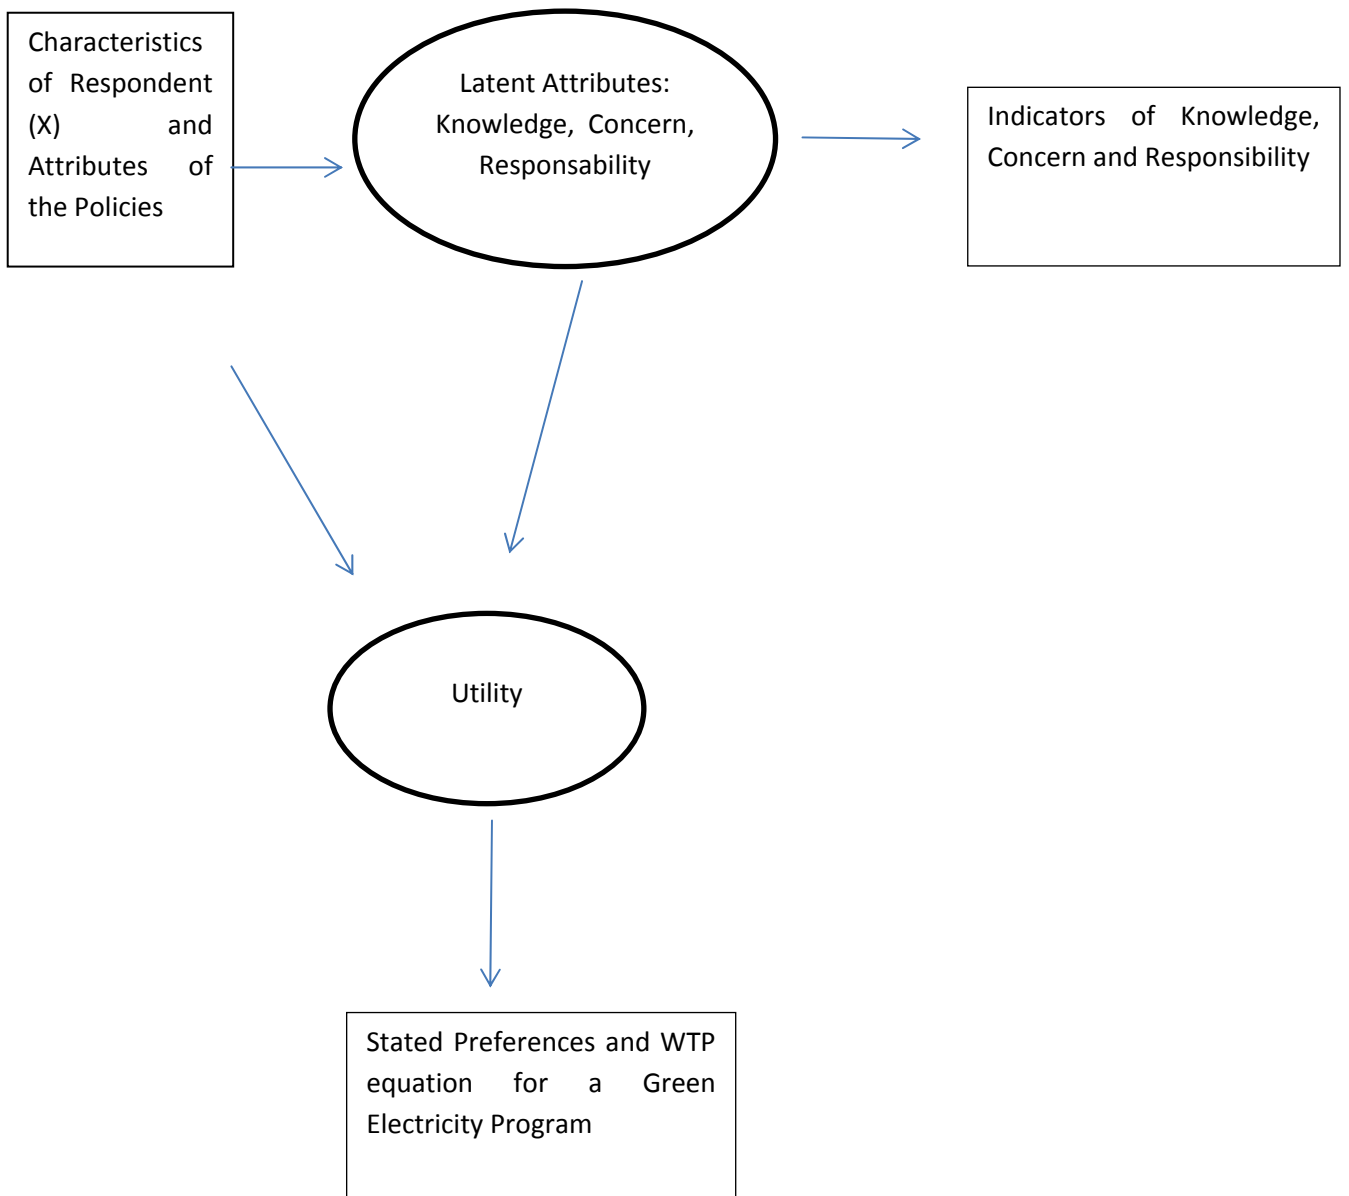 Characteristics
of Respondent
(X) and
Attributes of
the Policies
Latent Attributes:
Knowledge, Concern,
Responsability
Indicators of Knowledge,
Concern and Responsibility
Utility
Stated Preferences and WTP
equation for a Green
Electricity Program